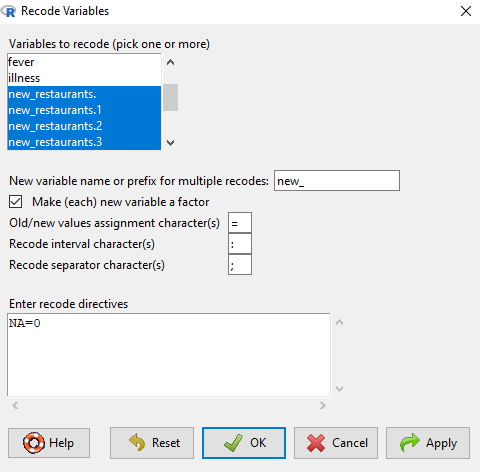 Recode Variables
Variables to recode (pick one or more)
fever
illness
new_restaurants.
new_restaurants.1
new_restaurants.2
new_restaurants.3
New variable name or prefix for multiple recodes: new_
Make (each) new variable a factor
Old/new values assignment character(s) =
Recode interval character(s) :
Recode separator character(s) ;
Enter recode directives
NA=0
Help Reset OK Cancel Apply